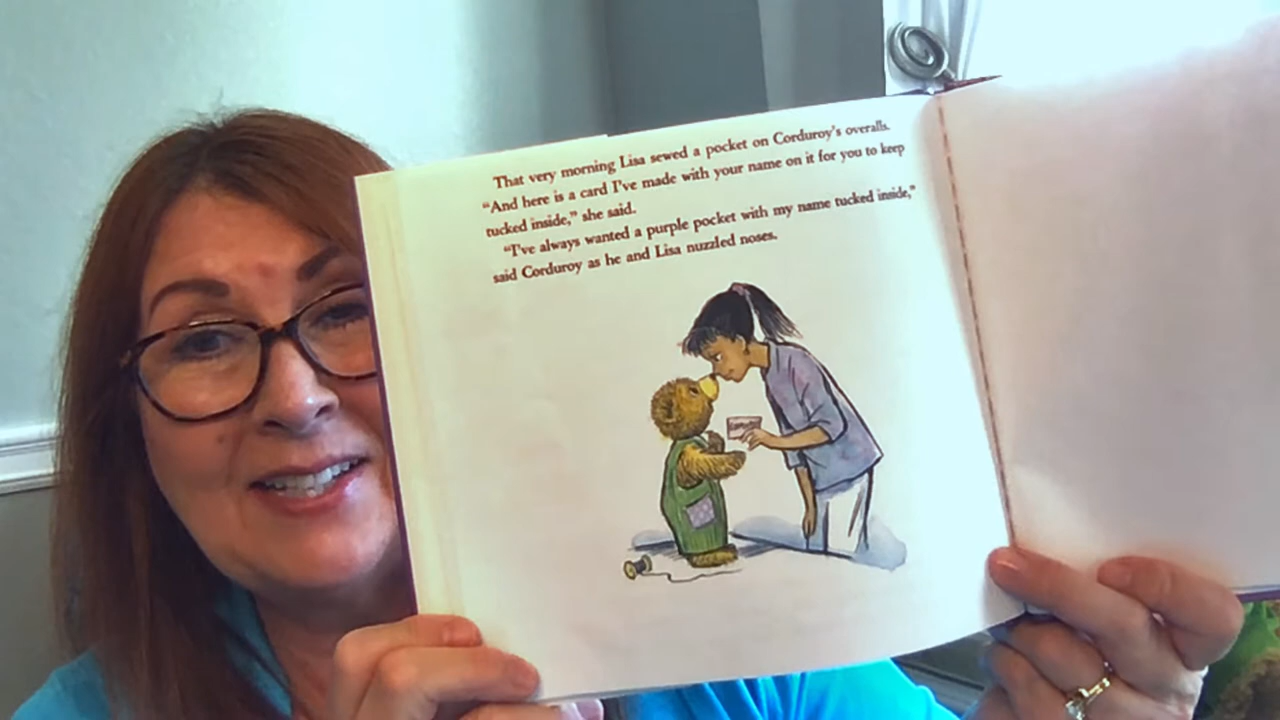 That very morning Lisa sewed a pocket on Corduroy's overalls.
“And here is a card I've made with your name on it for you to keep
tucked inside,” she said.
“I've always wanted a purple pocket with my name tucked inside,”
said Corduroy as he and Lisa nuzzled noses.